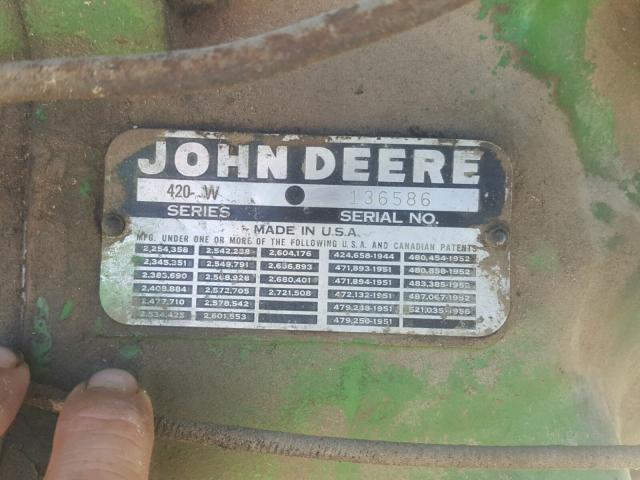 JOHN DEERE
420-W 136586
SERIES SERIAL NO.
MADE IN U.S.A.
MFG. UNDER ONE OR MORE OF THE FOLLOWING U.S.A. AND CANADIAN PATENTS
2,254,358 2,542,238 2,604,176 424,658-1944 480,454-1952
2,345,351 2,549,791 2,636,893 471,893-1951 480,858-1952
2,383,690 2,568,928 2,680,401 471,894-1951 483,385-1952
2,408,884 2,572,705 2,721,508 472,132-1951 487,067-1952
2,477,710 2,578,542 479,248-1951 521,035-1956
2,534,425 2,601,553 479,250-1951